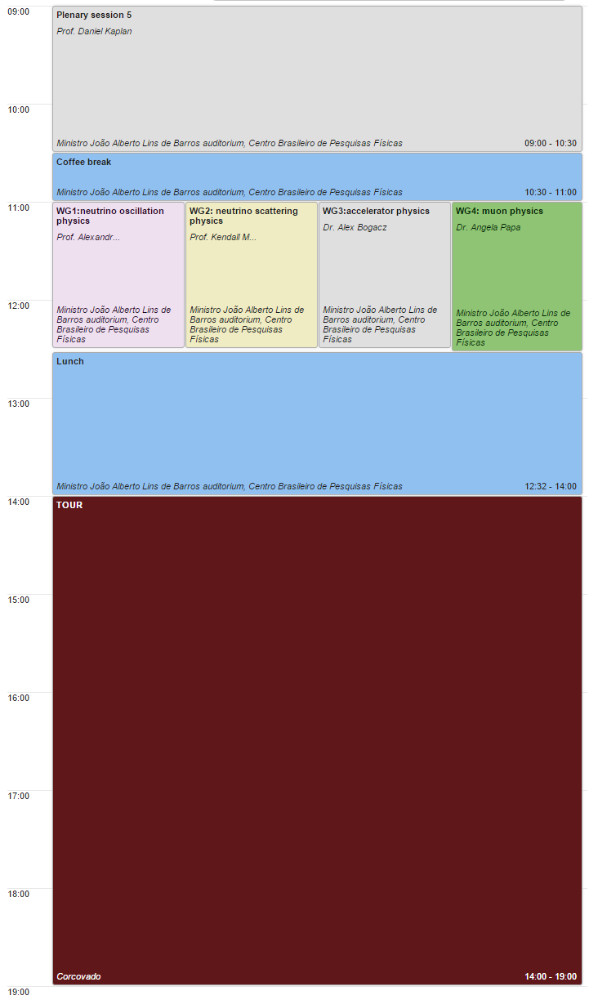 09:00
Plenary session 5
Prof. Daniel Kaplan
10:00
Ministro João Alberto Lins de Barros auditorium, Centro Brasileiro de Pesquisas Físicas 09:00 - 10:30
Coffee break
Ministro João Alberto Lins de Barros auditorium, Centro Brasileiro de Pesquisas Físicas 10:30 - 11:00
11:00
WG1:neutrino oscillation
physics
Prof. Alexandr...
Ministro João Alberto Lins de
Barros auditorium, Centro
Brasileiro de Pesquisas
Físicas
WG2: neutrino scattering
physics
Prof. Kendall M...
Ministro João Alberto Lins de
Barros auditorium, Centro
Brasileiro de Pesquisas
Físicas
WG3:accelerator physics
Dr. Alex Bogacz
Ministro João Alberto Lins de
Barros auditorium, Centro
Brasileiro de Pesquisas
Físicas
WG4: muon physics
Dr. Angela Papa
Ministro João Alberto Lins de
Barros auditorium, Centro
Brasileiro de Pesquisas
Físicas
12:00
Lunch
13:00
Ministro João Alberto Lins de Barros auditorium, Centro Brasileiro de Pesquisas Físicas 12:32 - 14:00
14:00
TOUR
15:00
16:00
17:00
18:00
Corcovado 14:00 - 19:00
19:00